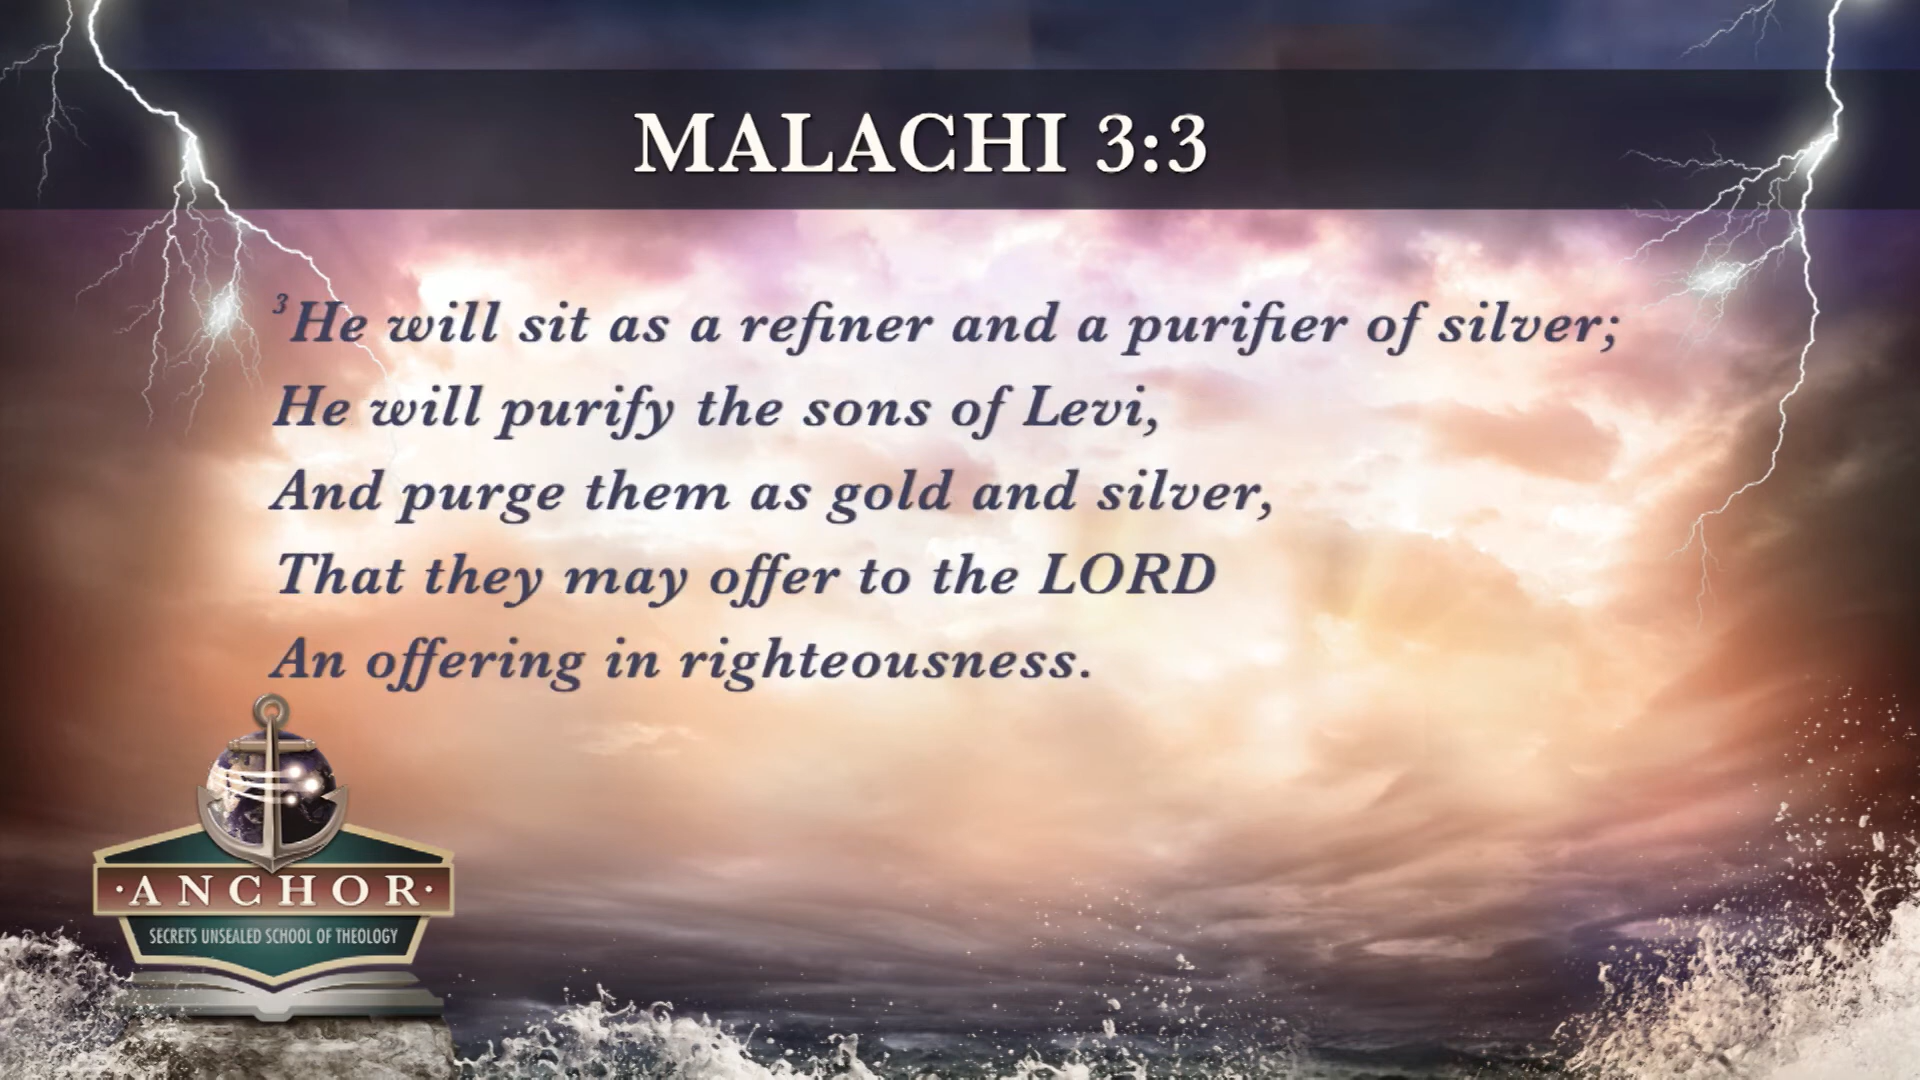 MALACHI 3:3
³He will sit as a refiner and a purifier of silver;
He will purify the sons of Levi,
And purge them as gold and silver,
That they may offer to the LORD
An offering in righteousness.
·ANCHOR·
SECRETS UNSEALED SCHOOL OF THEOLOGY